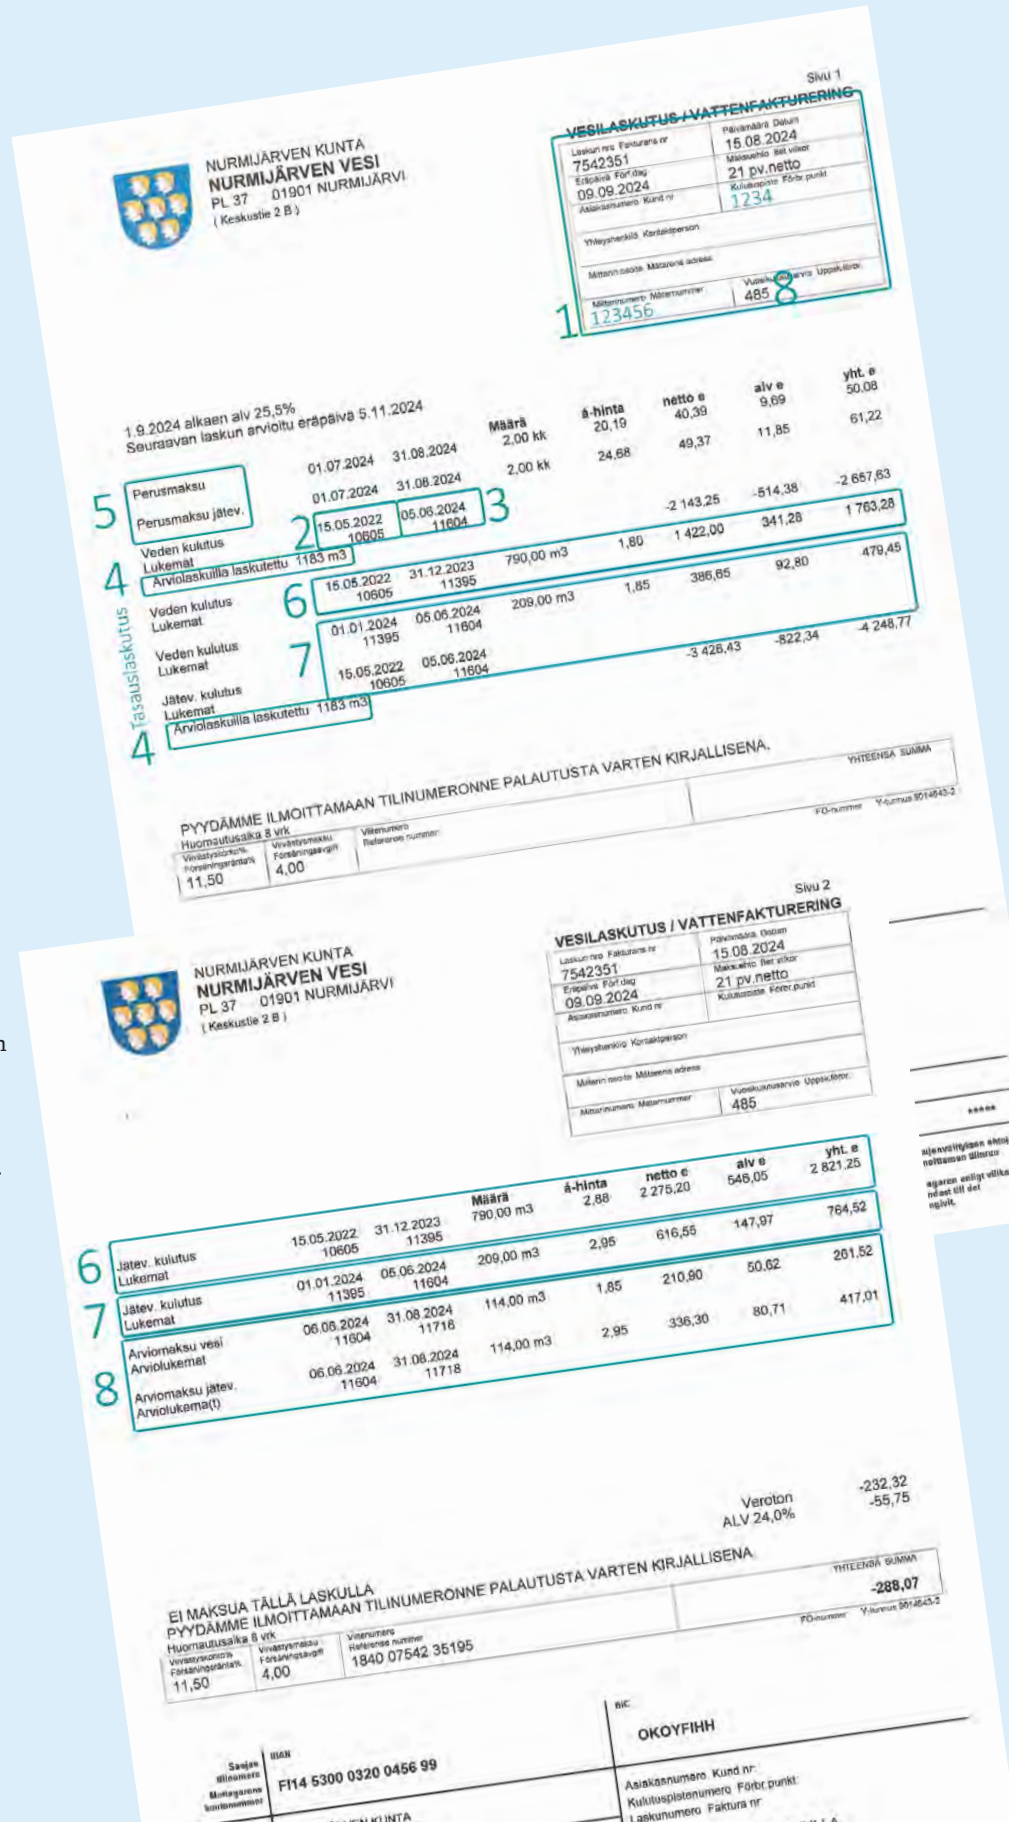 Sivu 1
NURMIJÄRVEN KUNTA
NURMIJÄRVEN VESI
PL 37 01901 NURMIJÄRVI
( Keskustie 2 B )
VESILASKUTUS / VATTENFAKTURERING
Laskun nro Fakturans nr
Päivämäärä Datum
7542351
15.08.2024
Eräpäivä Förf.dag
Maksuehto Bet.villkor
09.09.2024
21 pv.netto
Asiakasnumero Kund nr
Kulutuspiste Förbr.punkt
1234
Yhteyshenkilö Kontaktperson
Mittarin osoite Mätarens adress
Mittarinumero Mätarnummer
123456
485
1
8
1.9.2024 alkaen alv 25,5%
Seuraavan laskun arvioitu eräpäivä 5.11.2024
Määrä á-hinta netto e alv e yht. e
5
Perusmaksu 01.07.2024 31.08.2024 2,00 kk 20,19 40,39 9,69 50,08
Perusmaksu jätev. 01.07.2024 31.08.2024 2,00 kk 24,68 49,37 11,85 61,22
2
3
Veden kulutus 15.05.2022 05.06.2024 -2 143,25 -514,38 -2 657,63
Lukemat 10605 11604
4
Arviolaskuilla laskutettu 1183 m3
6
Veden kulutus 15.05.2022 31.12.2023 790,00 m3 1,80 1 422,00 341,28 1 763,28
Lukemat 10605 11395
7
Veden kulutus 01.01.2024 05.06.2024 209,00 m3 1,85 386,65 92,80 479,45
Lukemat 11395 11604
Jätev. kulutus 15.05.2022 05.06.2024 -3 426,43 -822,34 -4 248,77
Lukemat 10605 11604
4
Arviolaskuilla laskutettu 1183 m3
Tasauslaskutus
PYYDÄMME ILMOITTAMAAN TILINUMERONNE PALAUTUSTA VARTEN KIRJALLISENA.
Huomautusaika 8 vrk
YHTEENSÄ SUMMA
Viivästyskorko%
Förseningsränta%
11,50
Viivästysmaksu
Förseningsavgift
4,00
Viitenumero
Reference nummer
FO-nummer Y-tunnus 9014643-2
Sivu 2
NURMIJÄRVEN KUNTA
NURMIJÄRVEN VESI
PL 37 01901 NURMIJÄRVI
( Keskustie 2 B )
VESILASKUTUS / VATTENFAKTURERING
Laskun nro Fakturans nr
Päivämäärä Datum
7542351
15.08.2024
Eräpäivä Förf.dag
Maksuehto Bet.villkor
09.09.2024
21 pv.netto
Asiakasnumero Kund nr
Kulutuspiste Förbr.punkt
Yhteyshenkilö Kontaktperson
Mittarin osoite Mätarens adress
Mittarinumero Mätarnummer
Vuosikulutusarvio Uppsk.förbr.
485
Määrä á-hinta netto e alv e yht. e
6
Jätev. kulutus 15.05.2022 31.12.2023 790,00 m3 2,88 2 275,20 546,05 2 821,25
Lukemat 10605 11395
7
Jätev. kulutus 01.01.2024 05.06.2024 209,00 m3 2,95 616,55 147,97 764,52
Lukemat 11395 11604
8
Arviomaksu vesi 06.06.2024 31.08.2024 114,00 m3 1,85 210,90 50,62 261,52
Arviolukemat 11604 11718
Arviomaksu jätev. 06.06.2024 31.08.2024 114,00 m3 2,95 336,30 80,71 417,01
Arviolukema(t) 11604 11718
Veroton -232,32
ALV 24,0% -55,75
EI MAKSUA TÄLLÄ LASKULLA
PYYDÄMME ILMOITTAMAAN TILINUMERONNE PALAUTUSTA VARTEN KIRJALLISENA
Huomautusaika 8 vrk
YHTEENSÄ SUMMA
-288,07
Viivästyskorko%
Förseningsränta%
11,50
Viivästysmaksu
Förseningsavgift
4,00
Viitenumero
Reference nummer
1840 07542 35195
FO-nummer Y-tunnus 9014643-2
Saajan
tilinumero
Mottagarens
kontonummer
IBAN
FI14 5300 0320 0456 99
BIC
OKOYFIHH
Asiakasnumero Kund nr:
Kulutuspistenumero Förbr.punkt:
Laskunumero Faktura nr:
KUNTA
*****